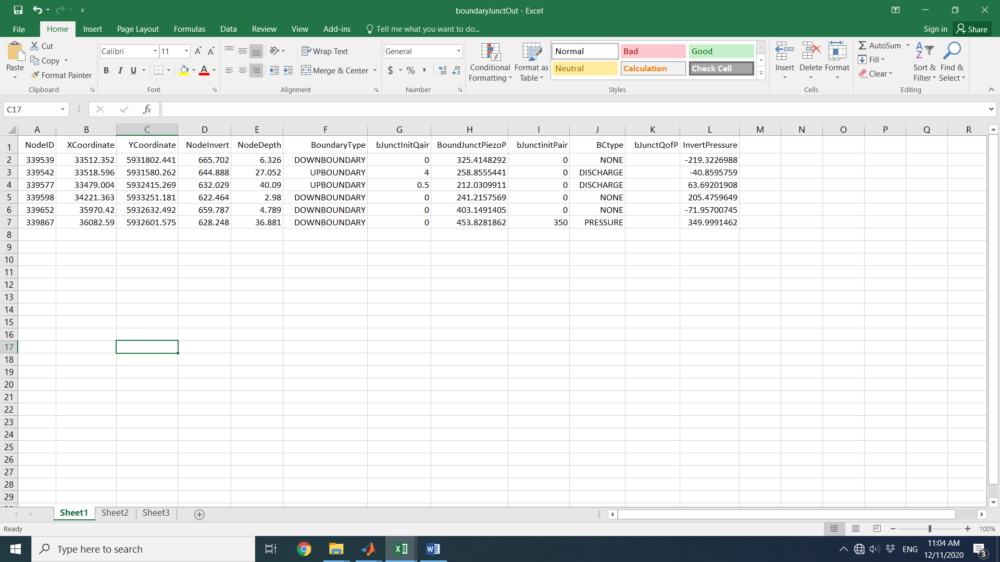 boundaryJunctOut - Excel
File Home Insert Page Layout Formulas Data Review View Add-ins Tell me what you want to do... Sign in Share
Paste Cut Copy Format Painter Clipboard
Calibri 11 A A B I U A Font
Wrap Text Merge & Center Alignment
General $ % , .00 Number
Conditional Formatting Format as Table
Normal Bad Good
Neutral Calculation Check Cell
Styles
Insert Delete Format Cells
AutoSum Fill Clear Sort & Filter Find & Select Editing
C17 fx
A B C D E F G H I J K L M N O P Q R
1 NodeID XCoordinate YCoordinate NodeInvert NodeDepth BoundaryType bJunctInitQair BoundJunctPiezoP bJunctinitPair BCtype bJunctQofP InvertPressure
2 339539 33512.352 5931802.441 665.702 6.326 DOWNBOUNDARY 0 325.4148292 0 NONE -219.3226988
3 339542 33518.596 5931580.262 644.888 27.052 UPBOUNDARY 4 258.8555441 0 DISCHARGE -40.8595759
4 339577 33479.004 5932415.269 632.029 40.09 UPBOUNDARY 0.5 212.0309911 0 DISCHARGE 63.69201908
5 339598 34221.363 5933251.181 622.464 2.98 DOWNBOUNDARY 0 241.2157569 0 NONE 205.4759649
6 339652 35970.42 5932632.492 659.787 4.789 DOWNBOUNDARY 0 403.1491405 0 NONE -71.95700745
7 339867 36082.59 5932601.575 628.248 36.881 DOWNBOUNDARY 0 453.8281862 350 PRESSURE 349.9991462
8
9
10
11
12
13
14
15
16
17
18
19
20
21
22
23
24
25
26
27
28
29
Sheet1 Sheet2 Sheet3
Ready 100%
Type here to search ENG 11:04 AM
12/11/2020 3